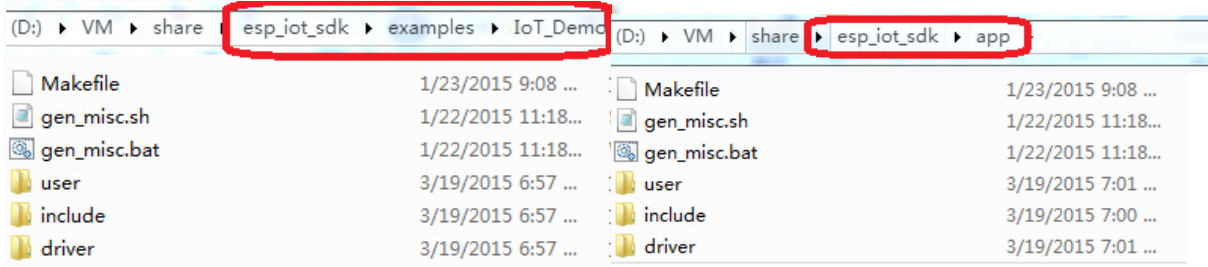 (D:) ▸ VM ▸ share ▸ esp_iot_sdk ▸ examples ▸ IoT_Demo
Makefile 1/23/2015 9:08 ...
gen_misc.sh 1/22/2015 11:18...
gen_misc.bat 1/22/2015 11:18...
user 3/19/2015 6:57 ...
include 3/19/2015 6:57 ...
driver 3/19/2015 6:57 ...
(D:) ▸ VM ▸ share ▸ esp_iot_sdk ▸ app
Makefile 1/23/2015 9:08 ...
gen_misc.sh 1/22/2015 11:18...
gen_misc.bat 1/22/2015 11:18...
user 3/19/2015 7:01 ...
include 3/19/2015 7:00 ...
driver 3/19/2015 7:01 ...